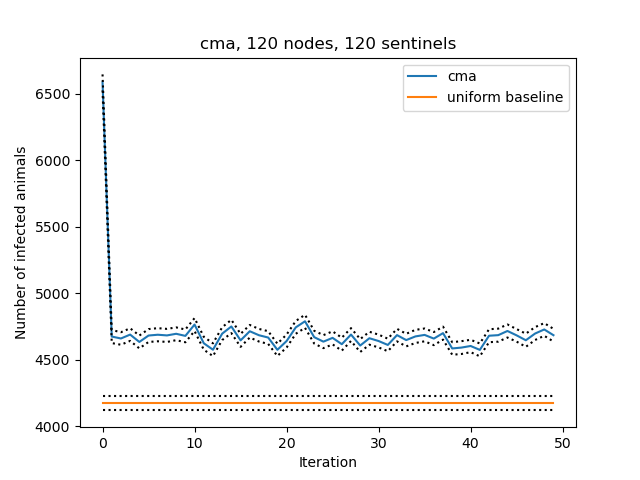 cma, 120 nodes, 120 sentinels
cma
uniform baseline
Number of infected animals
6500
6000
5500
5000
4500
4000
0 10 20 30 40 50
Iteration